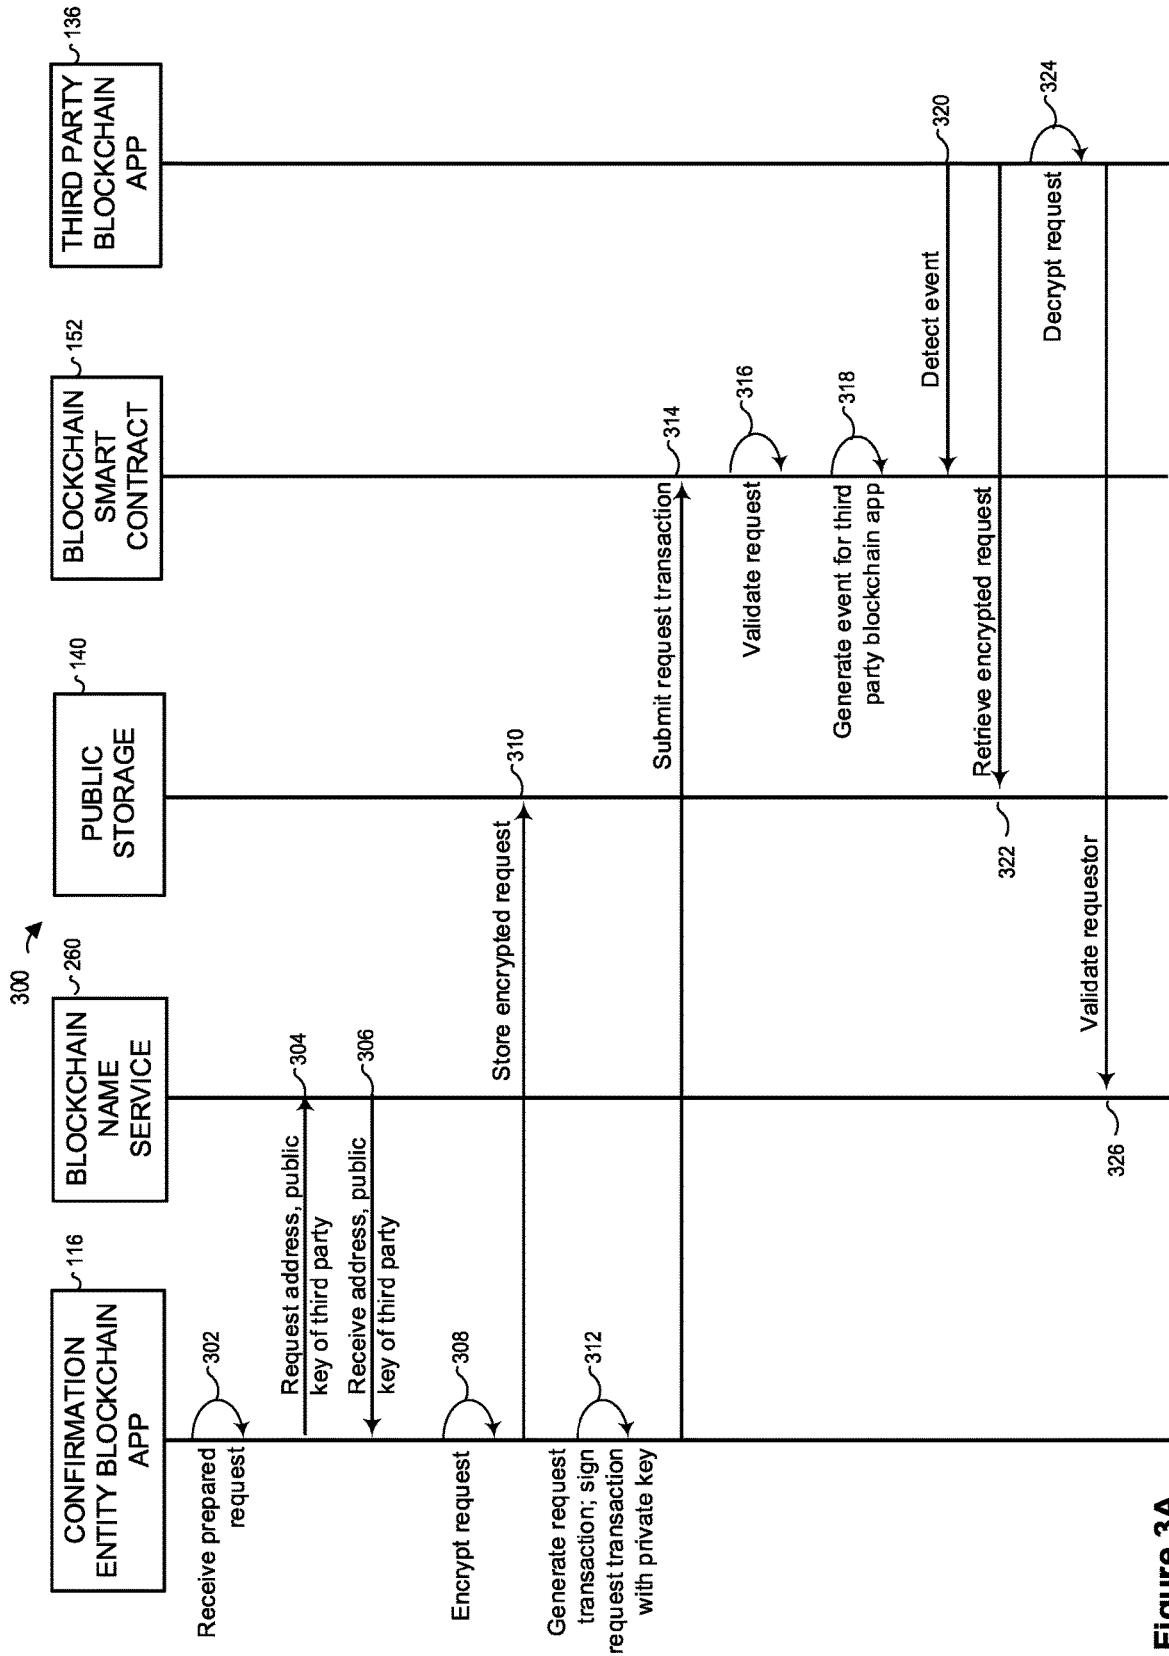 300
CONFIRMATION
ENTITY BLOCKCHAIN
APP
116
BLOCKCHAIN
NAME
SERVICE
260
PUBLIC
STORAGE
140
BLOCKCHAIN
SMART
CONTRACT
152
THIRD PARTY
BLOCKCHAIN
APP
136
Receive prepared
request
302
Request address, public
key of third party
304
Receive address, public
key of third party
306
Encrypt request
308
Store encrypted request
310
Generate request
transaction; sign
request transaction
with private key
312
Submit request transaction
314
Validate request
316
Generate event for third
party blockchain app
318
Detect event
320
Retrieve encrypted request
322
Decrypt request
324
Validate requestor
326
Figure 3A